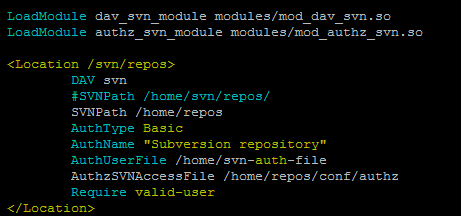 LoadModule dav_svn_module modules/mod_dav_svn.so
LoadModule authz_svn_module modules/mod_authz_svn.so
<Location /svn/repos>
DAV svn
#SVNPath /home/svn/repos/
SVNPath /home/repos
AuthType Basic
AuthName "Subversion repository"
AuthUserFile /home/svn-auth-file
AuthzSVNAccessFile /home/repos/conf/authz
Require valid-user
</Location>